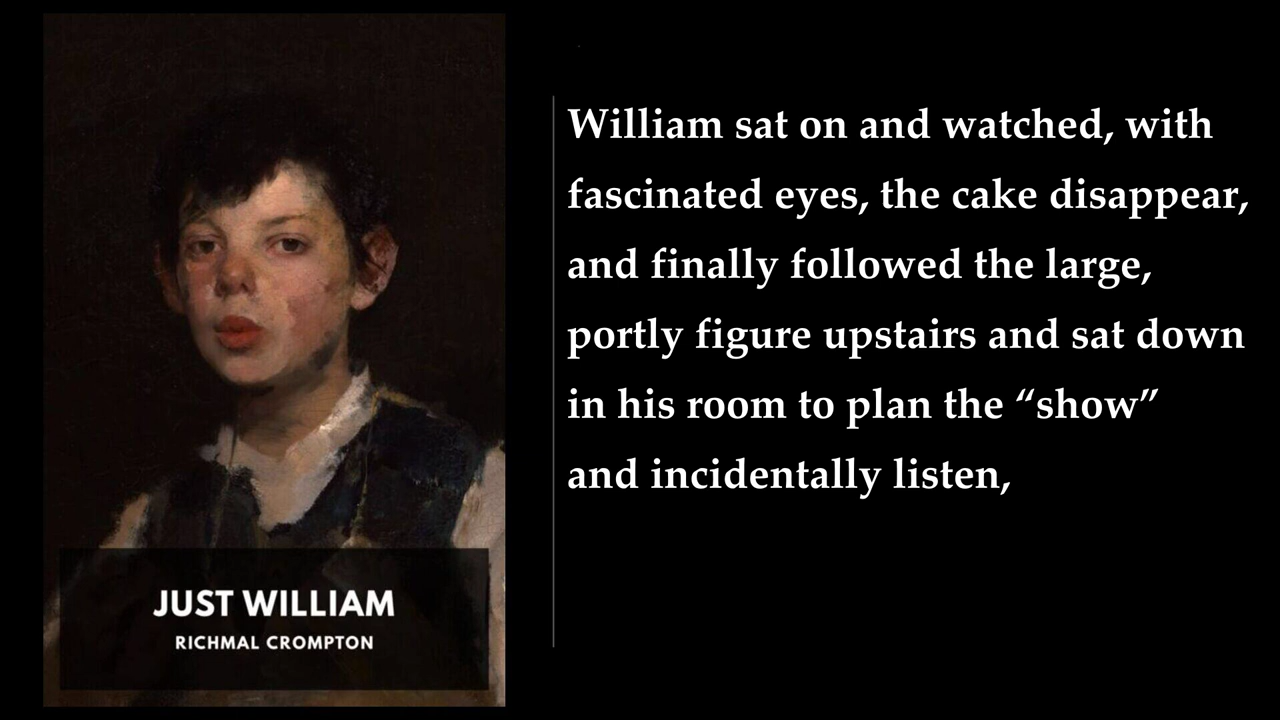 JUST WILLIAM
RICHMAL CROMPTON
William sat on and watched, with
fascinated eyes, the cake disappear,
and finally followed the large,
portly figure upstairs and sat down
in his room to plan the “show”
and incidentally listen,